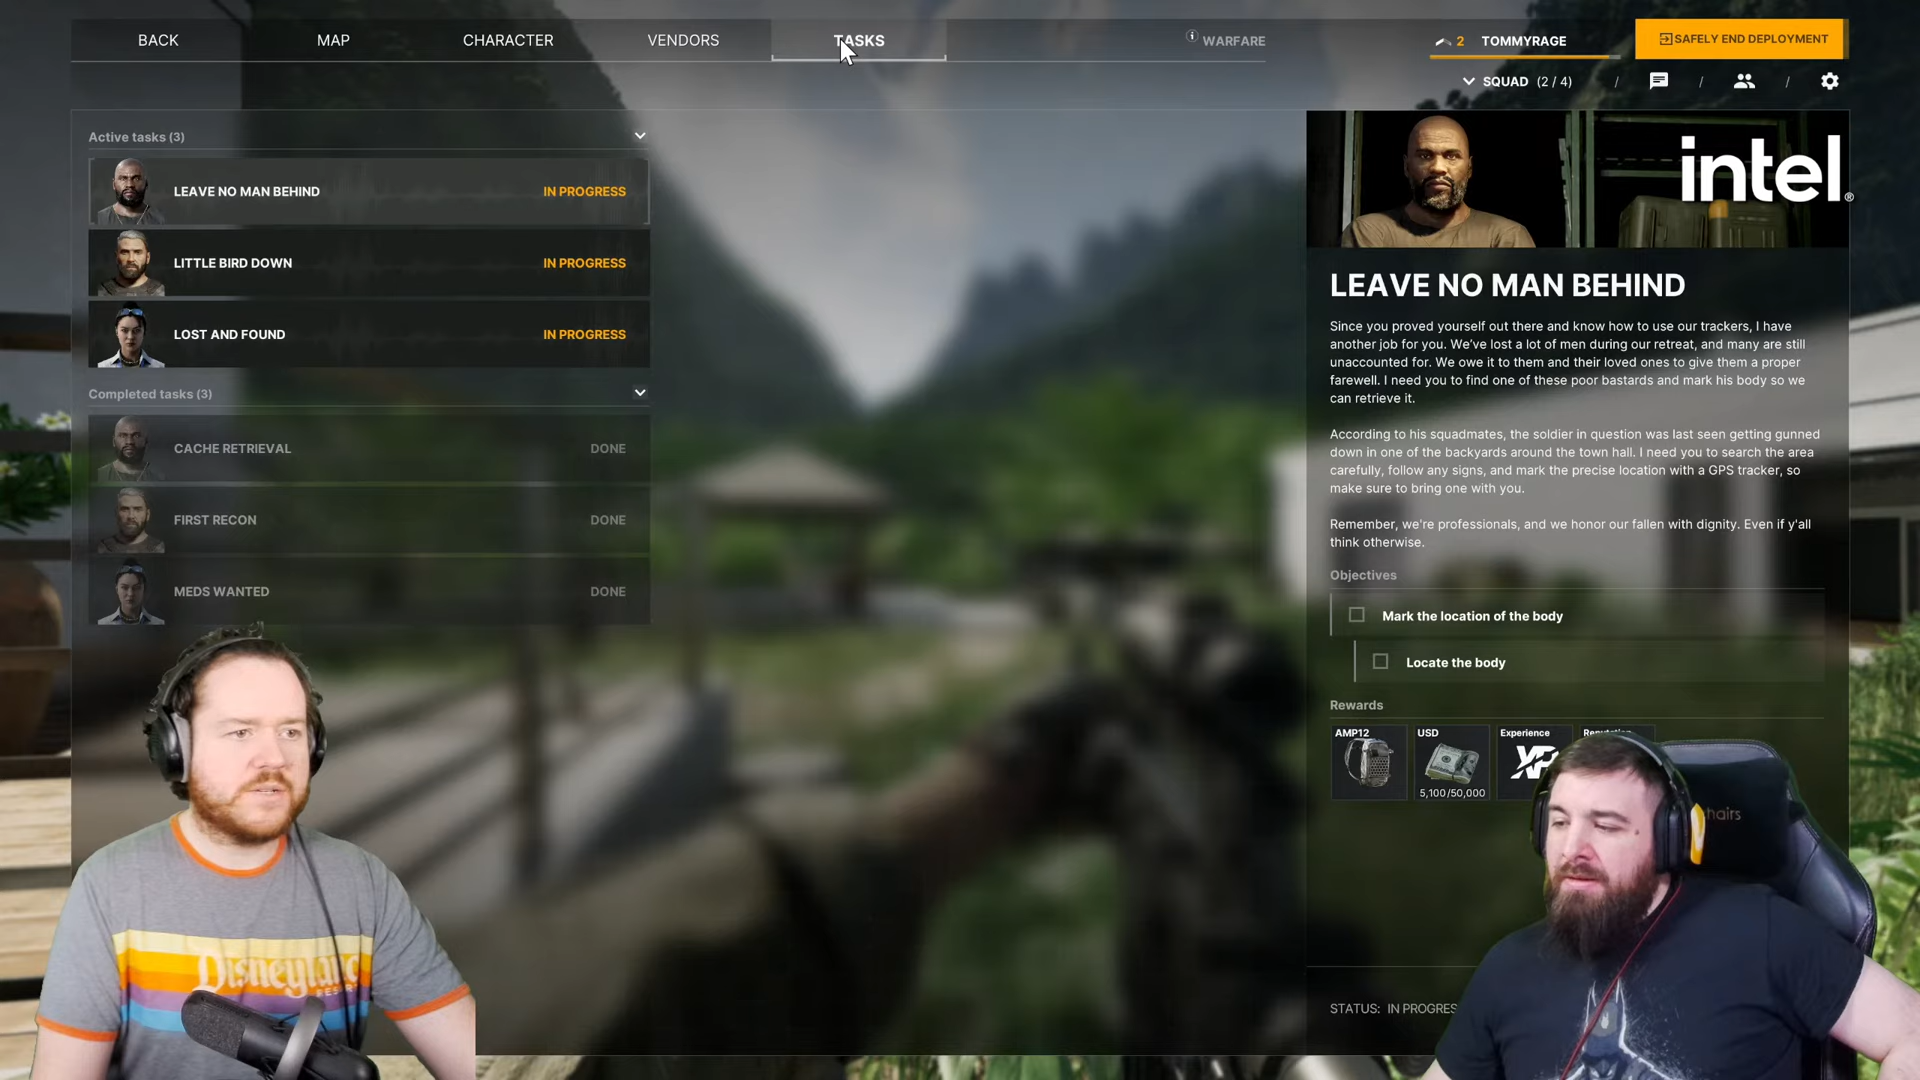 BACK
MAP
CHARACTER
VENDORS
TASKS
WARFARE
2 TOMMYRAGE
SAFELY END DEPLOYMENT
SQUAD (2 / 4) / / /
Active tasks (3)
LEAVE NO MAN BEHIND IN PROGRESS
LITTLE BIRD DOWN IN PROGRESS
LOST AND FOUND IN PROGRESS
Completed tasks (3)
CACHE RETRIEVAL DONE
FIRST RECON DONE
MEDS WANTED DONE
intel®
LEAVE NO MAN BEHIND
Since you proved yourself out there and know how to use our trackers, I have
another job for you. We've lost a lot of men during our retreat, and many are still
unaccounted for. We owe it to them and their loved ones to give them a proper
farewell. I need you to find one of these poor bastards and mark his body so we
can retrieve it.
According to his squadmates, the soldier in question was last seen getting gunned
down in one of the backyards around the town hall. I need you to search the area
carefully, follow any signs, and mark the precise location with a GPS tracker, so
make sure to bring one with you.
Remember, we're professionals, and we honor our fallen with dignity. Even if y'all
think otherwise.
Objectives
Mark the location of the body
Locate the body
Rewards
AMP12
USD
5,100/50,000
Experience
XP
hairs
STATUS: IN PROGRES
Disneyland
RESORT